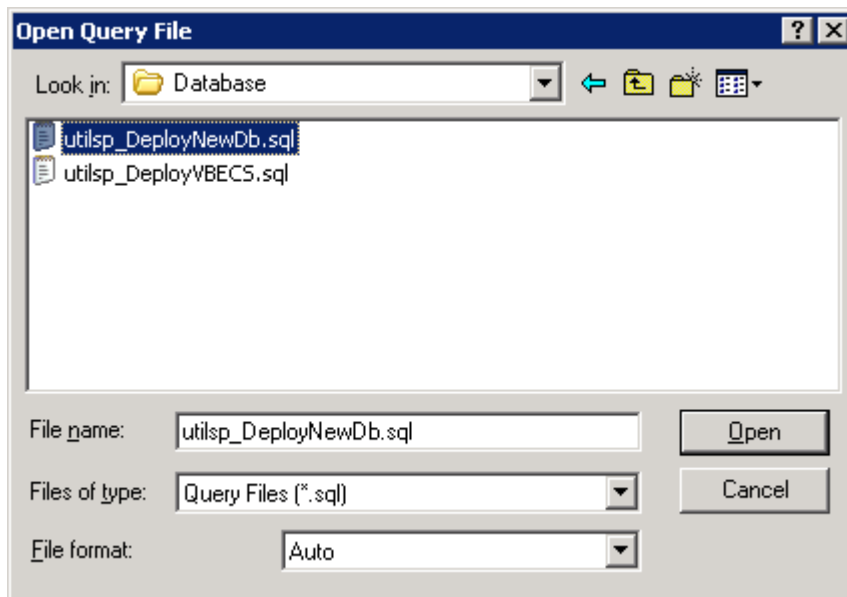 Open Query File
Look in: Database
utilsp_DeployNewDb.sql
utilsp_DeployVBECS.sql
File name: utilsp_DeployNewDb.sql Open
Files of type: Query Files (*.sql) Cancel
File format: Auto